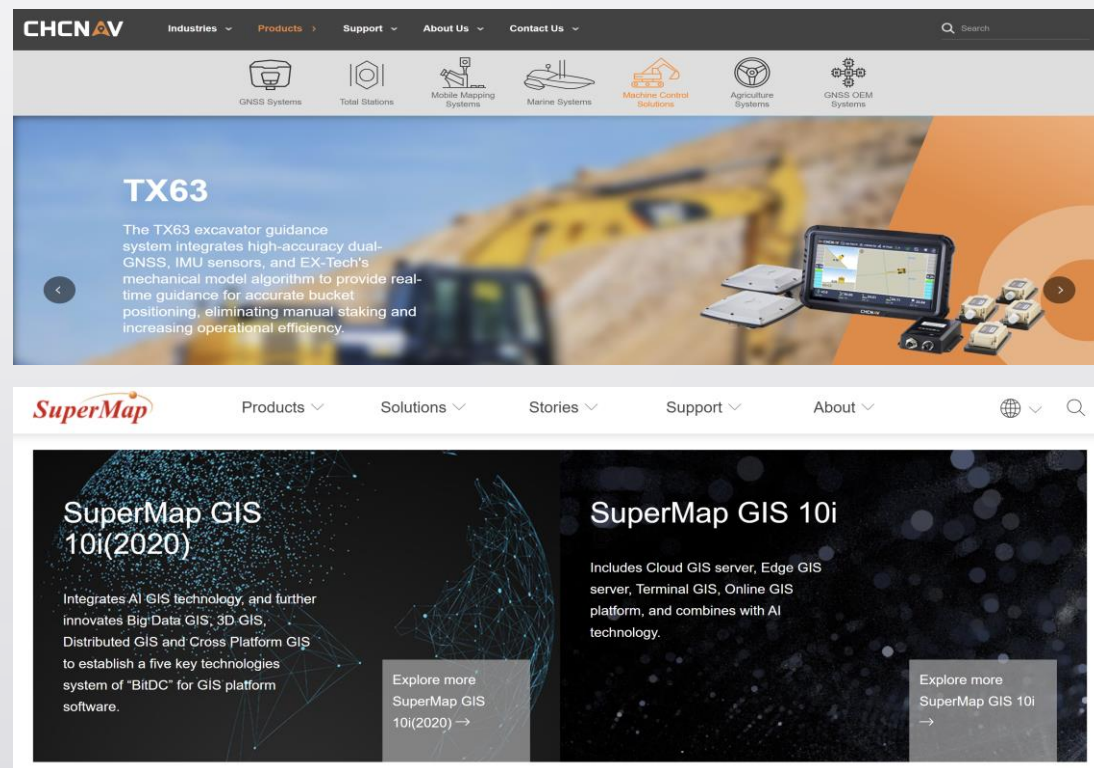 CHCNAV
Industries Products Support About Us Contact Us Search
GNSS Systems Total Stations Mobile Mapping Systems Marine Systems Machine Control Solutions Agriculture Systems GNSS OEM Systems
TX63
The TX63 excavator guidance
system integrates high-accuracy dual-
GNSS, IMU sensors, and EX-Tech's
mechanical model algorithm to provide real-
time guidance for accurate bucket
positioning, eliminating manual staking and
increasing operational efficiency.
SuperMap
Products Solutions Stories Support About
SuperMap GIS
10i(2020)
Integrates AI GIS technology, and further
innovates Big Data GIS, 3D GIS,
Distributed GIS and Cross Platform GIS
to establish a five key technologies
system of “BitDC” for GIS platform
software.
Explore more
SuperMap GIS
10i(2020) →
SuperMap GIS 10i
Includes Cloud GIS server, Edge GIS
server, Terminal GIS, Online GIS
platform, and combines with AI
technology.
Explore more
SuperMap GIS 10i
→